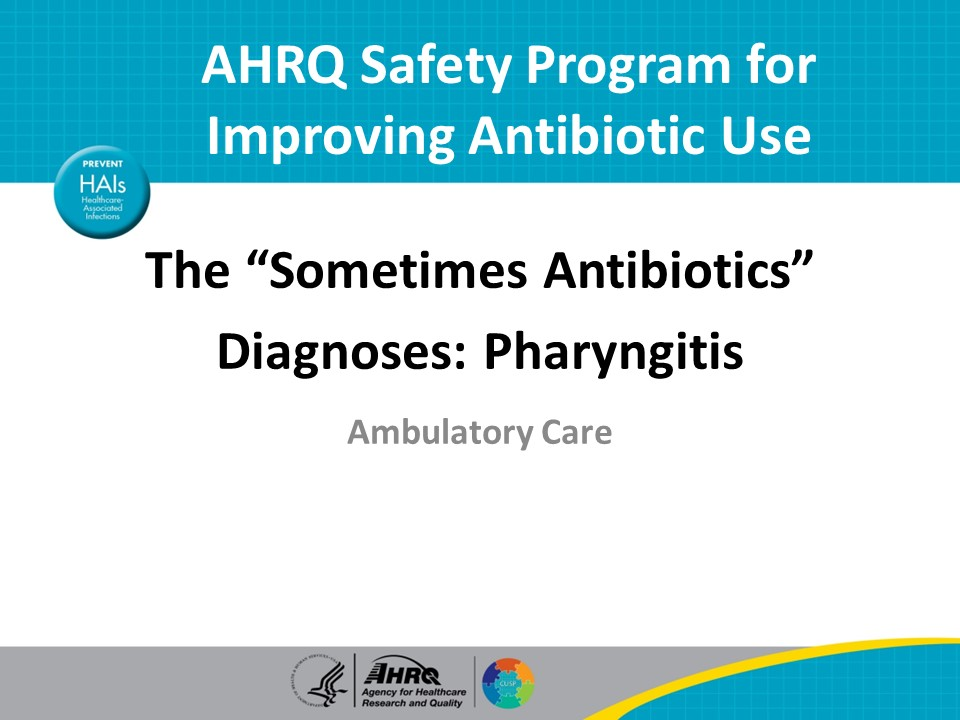 AHRQ Safety Program for
Improving Antibiotic Use
PREVENT
HAIs
Healthcare-
Associated
Infections
The “Sometimes Antibiotics”
Diagnoses: Pharyngitis
Ambulatory Care
AHRQ
Agency for Healthcare
Research and Quality
CUSP